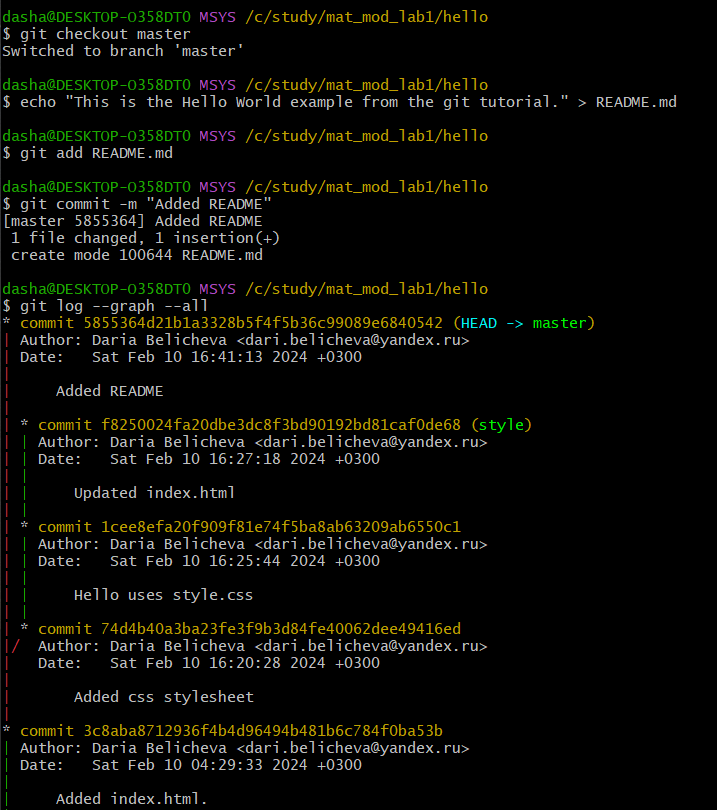 dasha@DESKTOP-O358DT0 MSYS /c/study/mat_mod_lab1/hello
$ git checkout master
Switched to branch 'master'

dasha@DESKTOP-O358DT0 MSYS /c/study/mat_mod_lab1/hello
$ echo "This is the Hello World example from the git tutorial." > README.md

dasha@DESKTOP-O358DT0 MSYS /c/study/mat_mod_lab1/hello
$ git add README.md

dasha@DESKTOP-O358DT0 MSYS /c/study/mat_mod_lab1/hello
$ git commit -m "Added README"
[master 5855364] Added README
 1 file changed, 1 insertion(+)
 create mode 100644 README.md

dasha@DESKTOP-O358DT0 MSYS /c/study/mat_mod_lab1/hello
$ git log --graph --all
* commit 5855364d21b1a3328b5f4f5b36c99089e6840542 (HEAD -> master)
| Author: Daria Belicheva <dari.belicheva@yandex.ru>
| Date:   Sat Feb 10 16:41:13 2024 +0300
|
|     Added README
|
| * commit f8250024fa20dbe3dc8f3bd90192bd81caf0de68 (style)
| | Author: Daria Belicheva <dari.belicheva@yandex.ru>
| | Date:   Sat Feb 10 16:27:18 2024 +0300
| |
| |     Updated index.html
| |
| * commit 1cee8efa20f909f81e74f5ba8ab63209ab6550c1
| | Author: Daria Belicheva <dari.belicheva@yandex.ru>
| | Date:   Sat Feb 10 16:25:44 2024 +0300
| |
| |     Hello uses style.css
| |
| * commit 74d4b40a3ba23fe3f9b3d84fe40062dee49416ed
|/  Author: Daria Belicheva <dari.belicheva@yandex.ru>
|   Date:   Sat Feb 10 16:20:28 2024 +0300
|
|       Added css stylesheet
|
* commit 3c8aba8712936f4b4d96494b481b6c784f0ba53b
| Author: Daria Belicheva <dari.belicheva@yandex.ru>
| Date:   Sat Feb 10 04:29:33 2024 +0300
|
|     Added index.html.